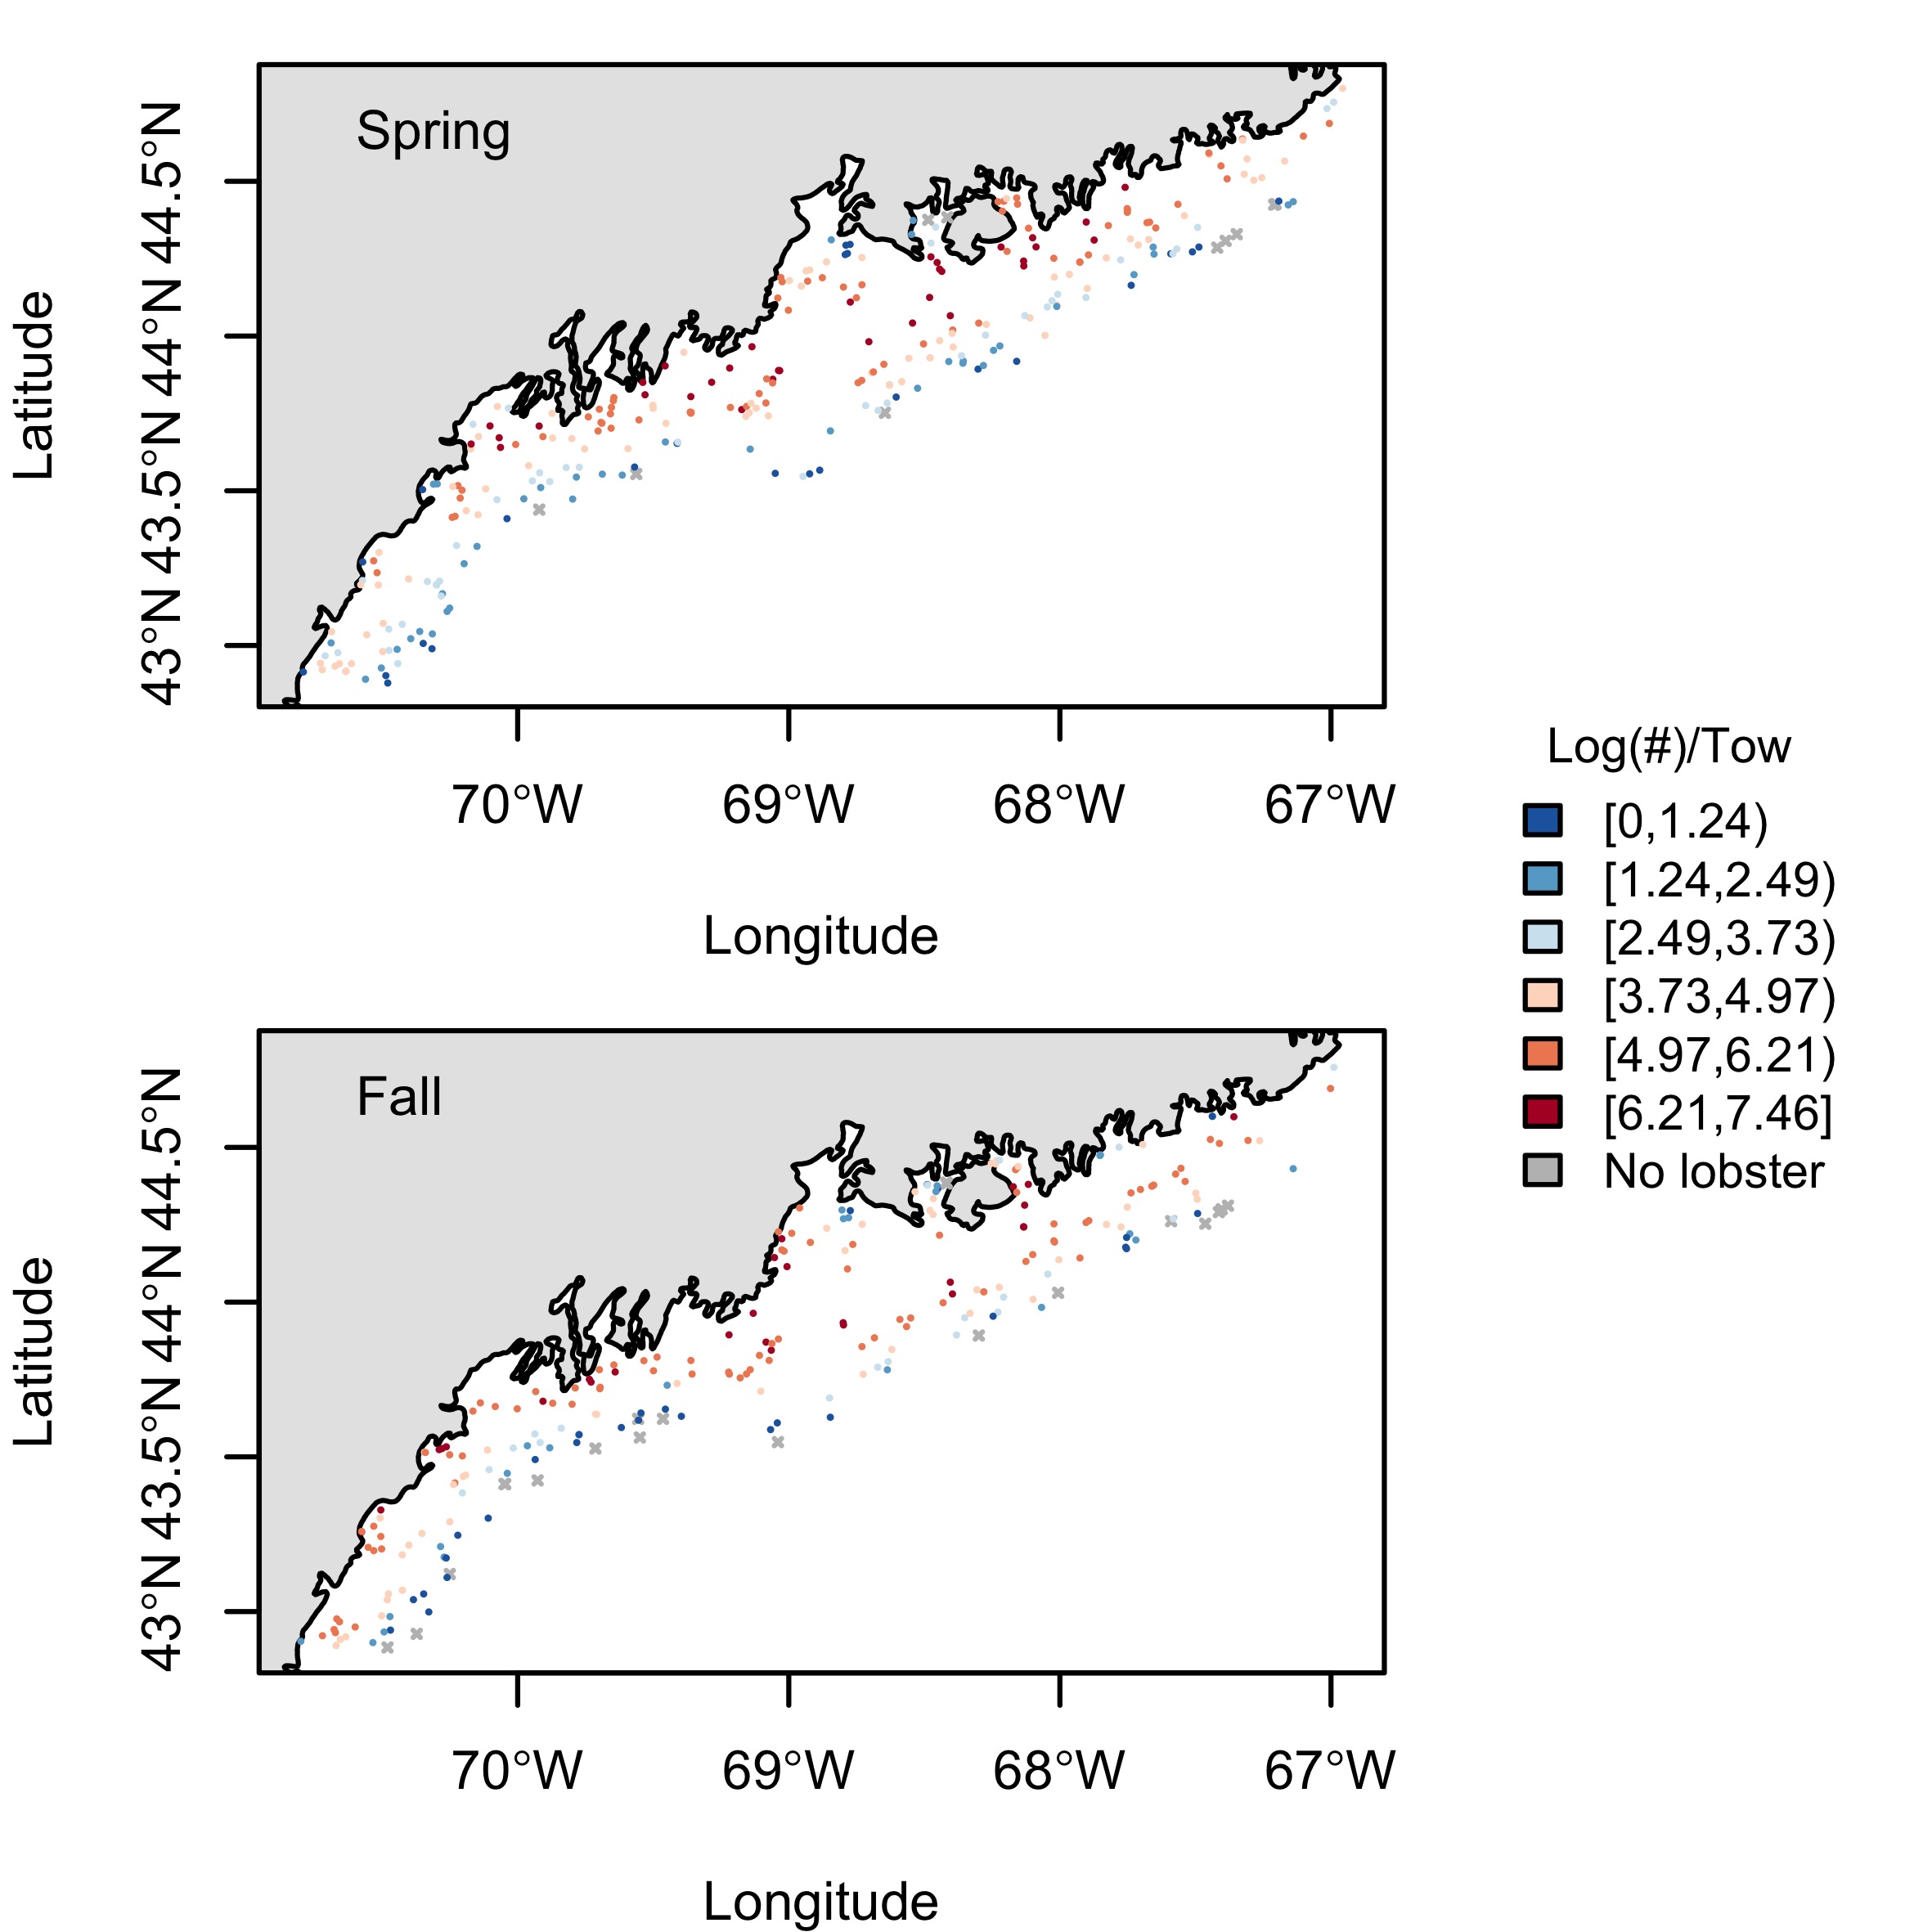 Spring
Latitude
43°N 43.5°N 44°N 44.5°N
70°W 69°W 68°W 67°W
Longitude
Log(#)/Tow
[0,1.24)
[1.24,2.49)
[2.49,3.73)
[3.73,4.97)
[4.97,6.21)
[6.21,7.46]
No lobster
Fall
Latitude
43°N 43.5°N 44°N 44.5°N
70°W 69°W 68°W 67°W
Longitude